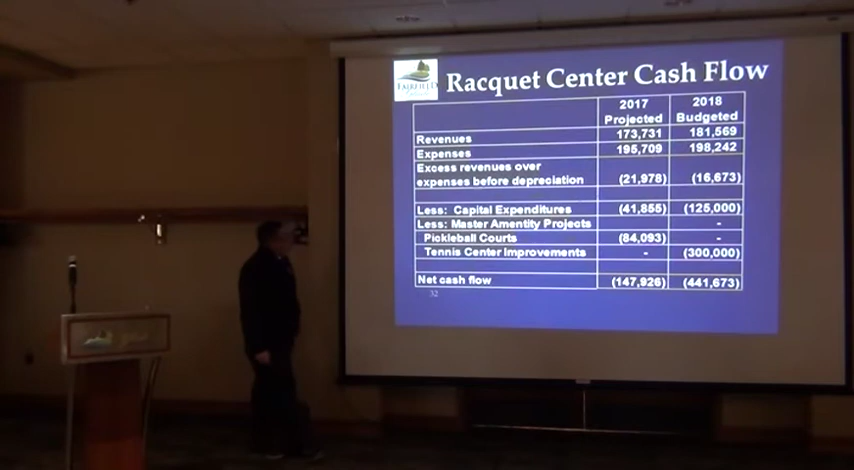 FAIRFIELD
Racquet Center Cash Flow
2017 2018
Projected Budgeted
Revenues 173,731 181,569
Expenses 195,709 198,242
Excess revenues over
expenses before depreciation (21,978) (16,673)
Less: Capital Expenditures (41,855) (125,000)
Less: Master Amentity Projects -
Pickleball Courts (84,093) -
Tennis Center Improvements - (300,000)
Net cash flow (147,926) (441,673)
32